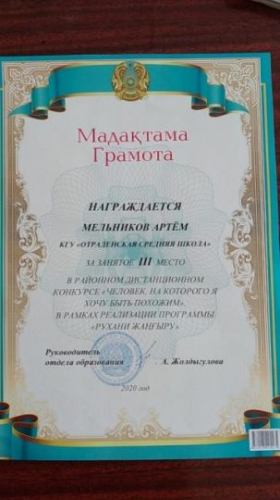 Мадақтама
Грамота
НАГРАЖДАЕТСЯ
МЕЛЬНИКОВ АРТЁМ
КГУ «ОТРАДЕНСКАЯ СРЕДНЯЯ ШКОЛА»
ЗА ЗАНЯТОЕ III МЕСТО
В РАЙОННОМ ДИСТАНЦИОННОМ
КОНКУРСЕ «ЧЕЛОВЕК, НА КОТОРОГО Я
ХОЧУ БЫТЬ ПОХОЖИМ».
В РАМКАХ РЕАЛИЗАЦИИ ПРОГРАММЫ
«РУХАНИ ЖАҢҒЫРУ»
Руководитель
отдела образования А. Жолдыгулова
2020 год